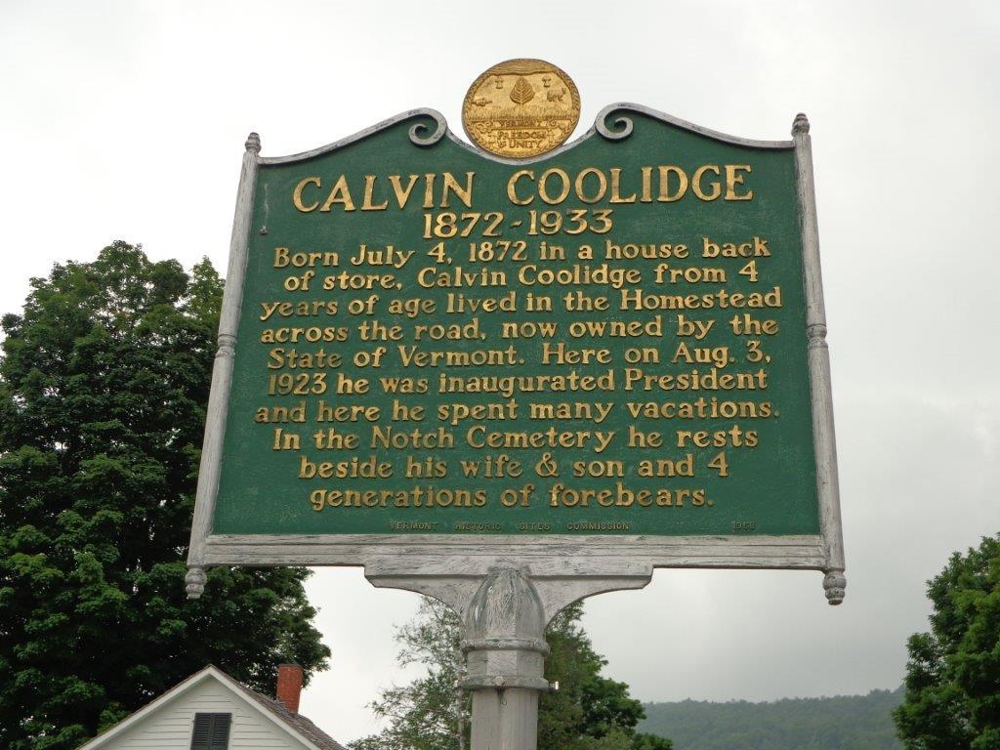 VERMONT
FREEDOM
& UNITY
CALVIN COOLIDGE
1872-1933
Born July 4, 1872 in a house back
of store, Calvin Coolidge from 4
years of age lived in the Homestead
across the road, now owned by the
State of Vermont. Here on Aug. 3,
1923 he was inaugurated President
and here he spent many vacations.
In the Notch Cemetery he rests
beside his wife & son and 4
generations of forebears.
VERMONT HISTORIC SITES COMMISSION